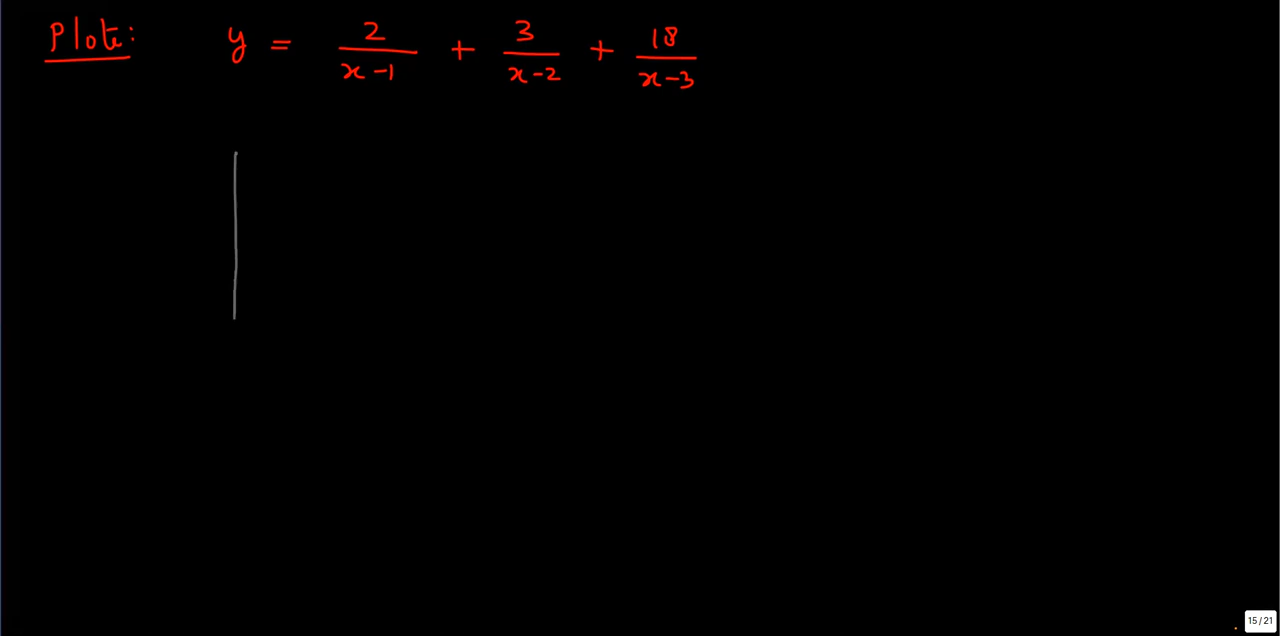 Plot: y = 2/(x-1) + 3/(x-2) + 18/(x-3)
15 / 21